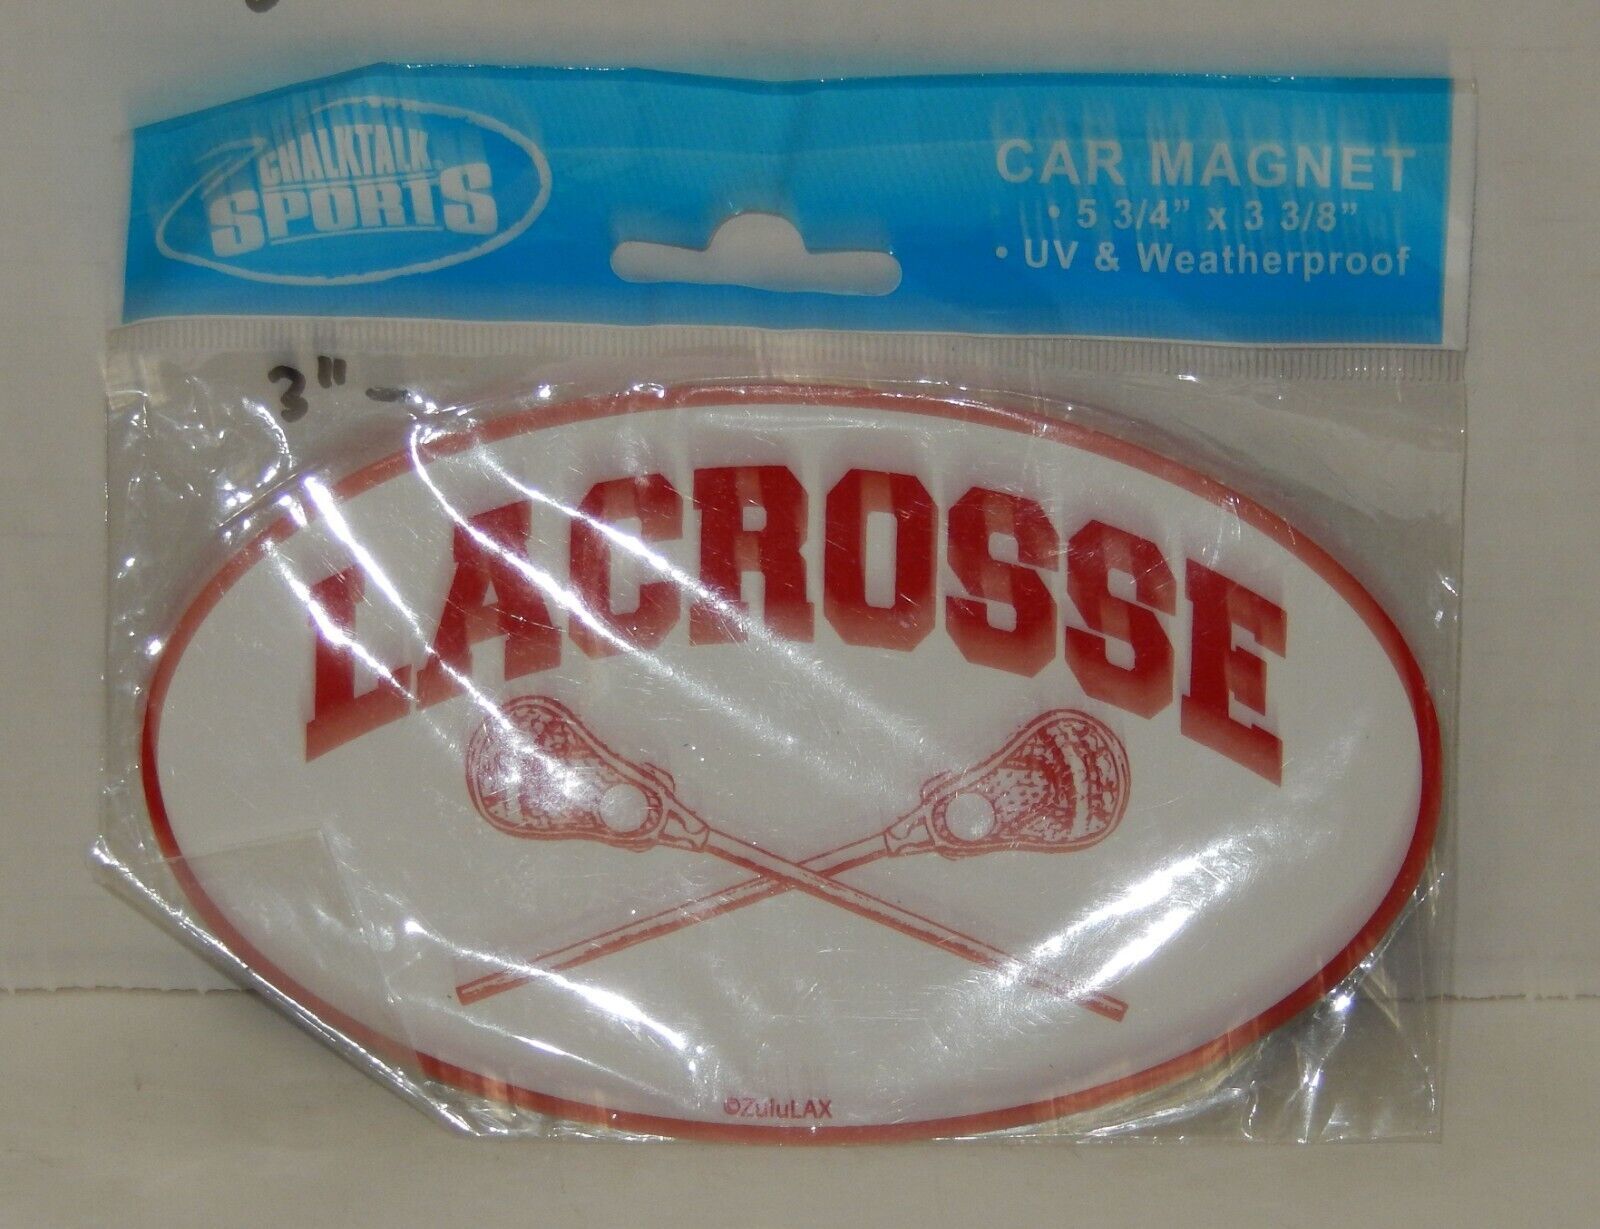 CHALKTALK
SPORTS
CAR MAGNET
• 5 3/4” x 3 3/8”
• UV & Weatherproof
3" -
LACROSSE
©ZuluLAX